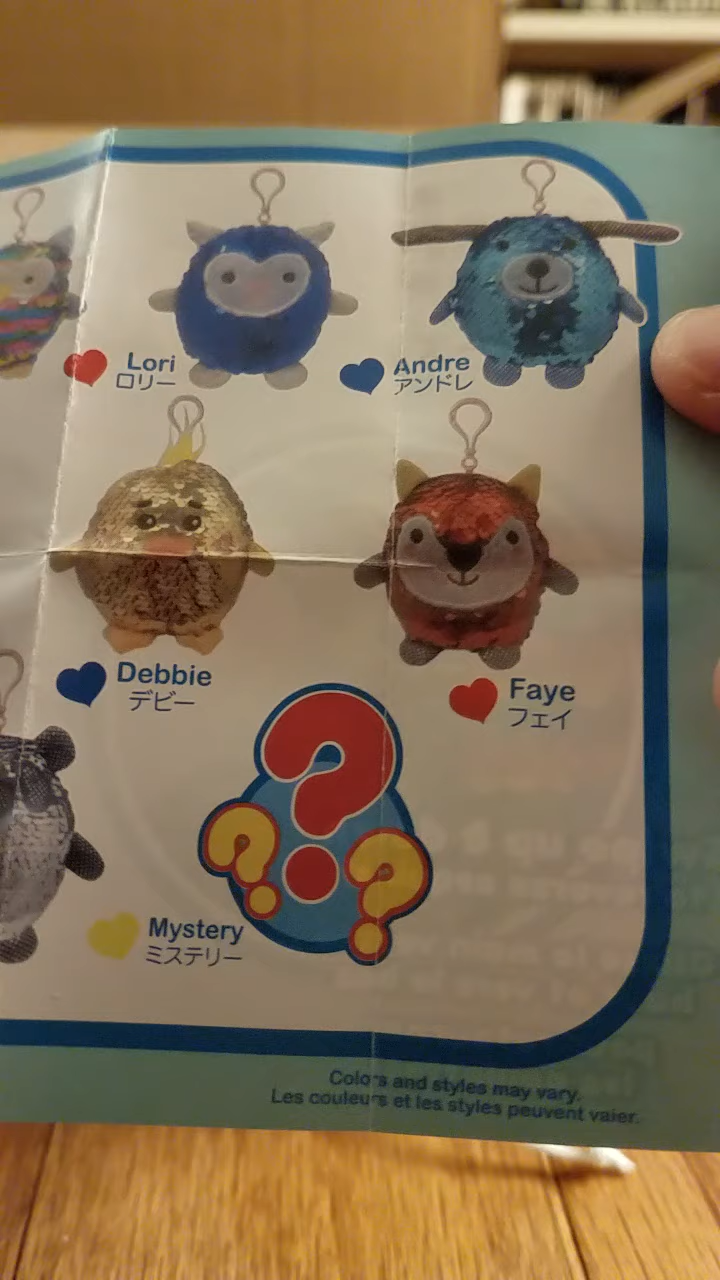 Lori
ロリー
Andre
アンドレ
Debbie
デビー
Faye
フェイ
?
? ?
Mystery
ミステリー
Colors and styles may vary.
Les couleurs et les styles peuvent vaier.